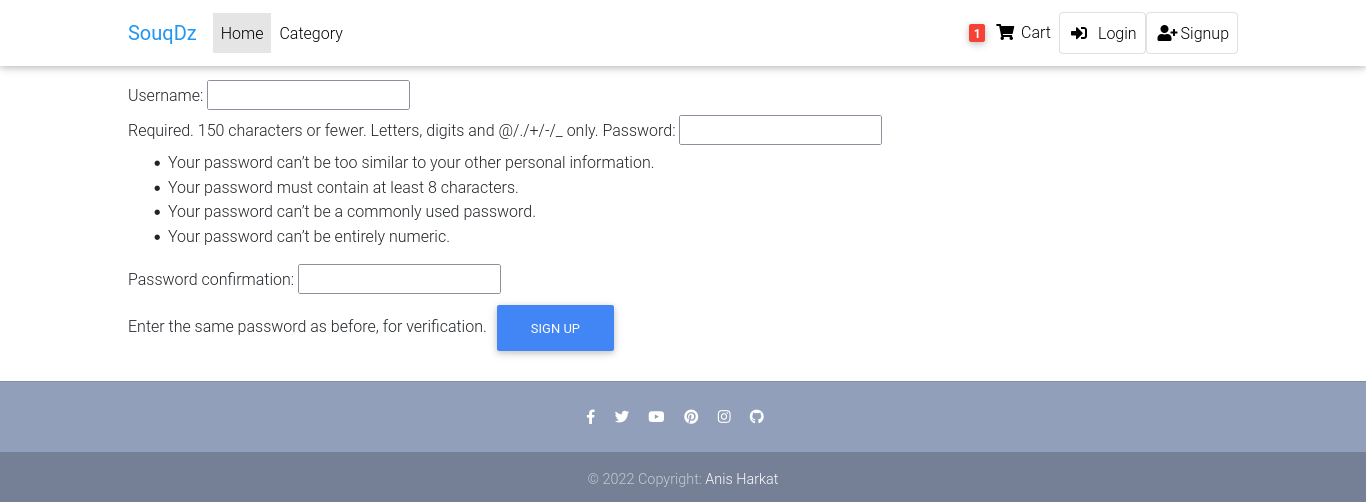 SouqDz Home Category 1 Cart Login Signup
Username:
Required. 150 characters or fewer. Letters, digits and @/./+/-/_ only. Password:
• Your password can’t be too similar to your other personal information.
• Your password must contain at least 8 characters.
• Your password can’t be a commonly used password.
• Your password can’t be entirely numeric.
Password confirmation:
Enter the same password as before, for verification. SIGN UP
© 2022 Copyright: Anis Harkat